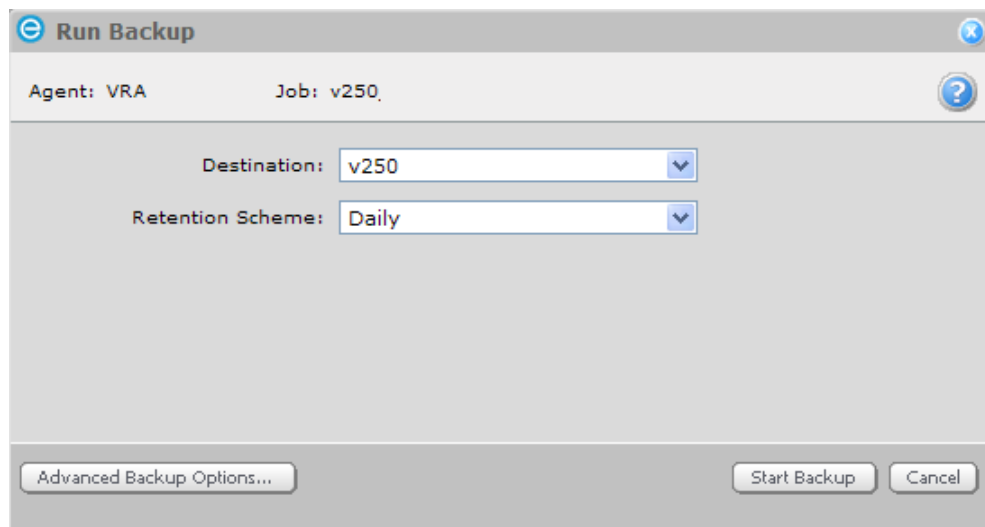 Run Backup
Agent: VRA Job: v250
Destination: v250
Retention Scheme: Daily
Advanced Backup Options... Start Backup Cancel